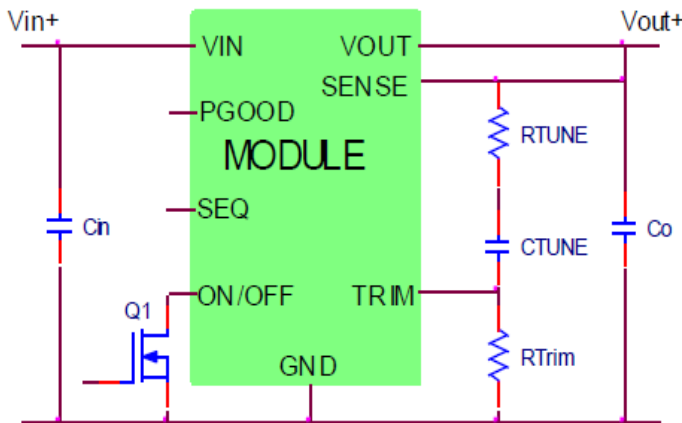 Vin+
Vout+
VIN
VOUT
SENSE
PGOOD
RTUNE
MODULE
SEQ
Cin
CTUNE
Co
ON/OFF
TRIM
Q1
RTrim
GND